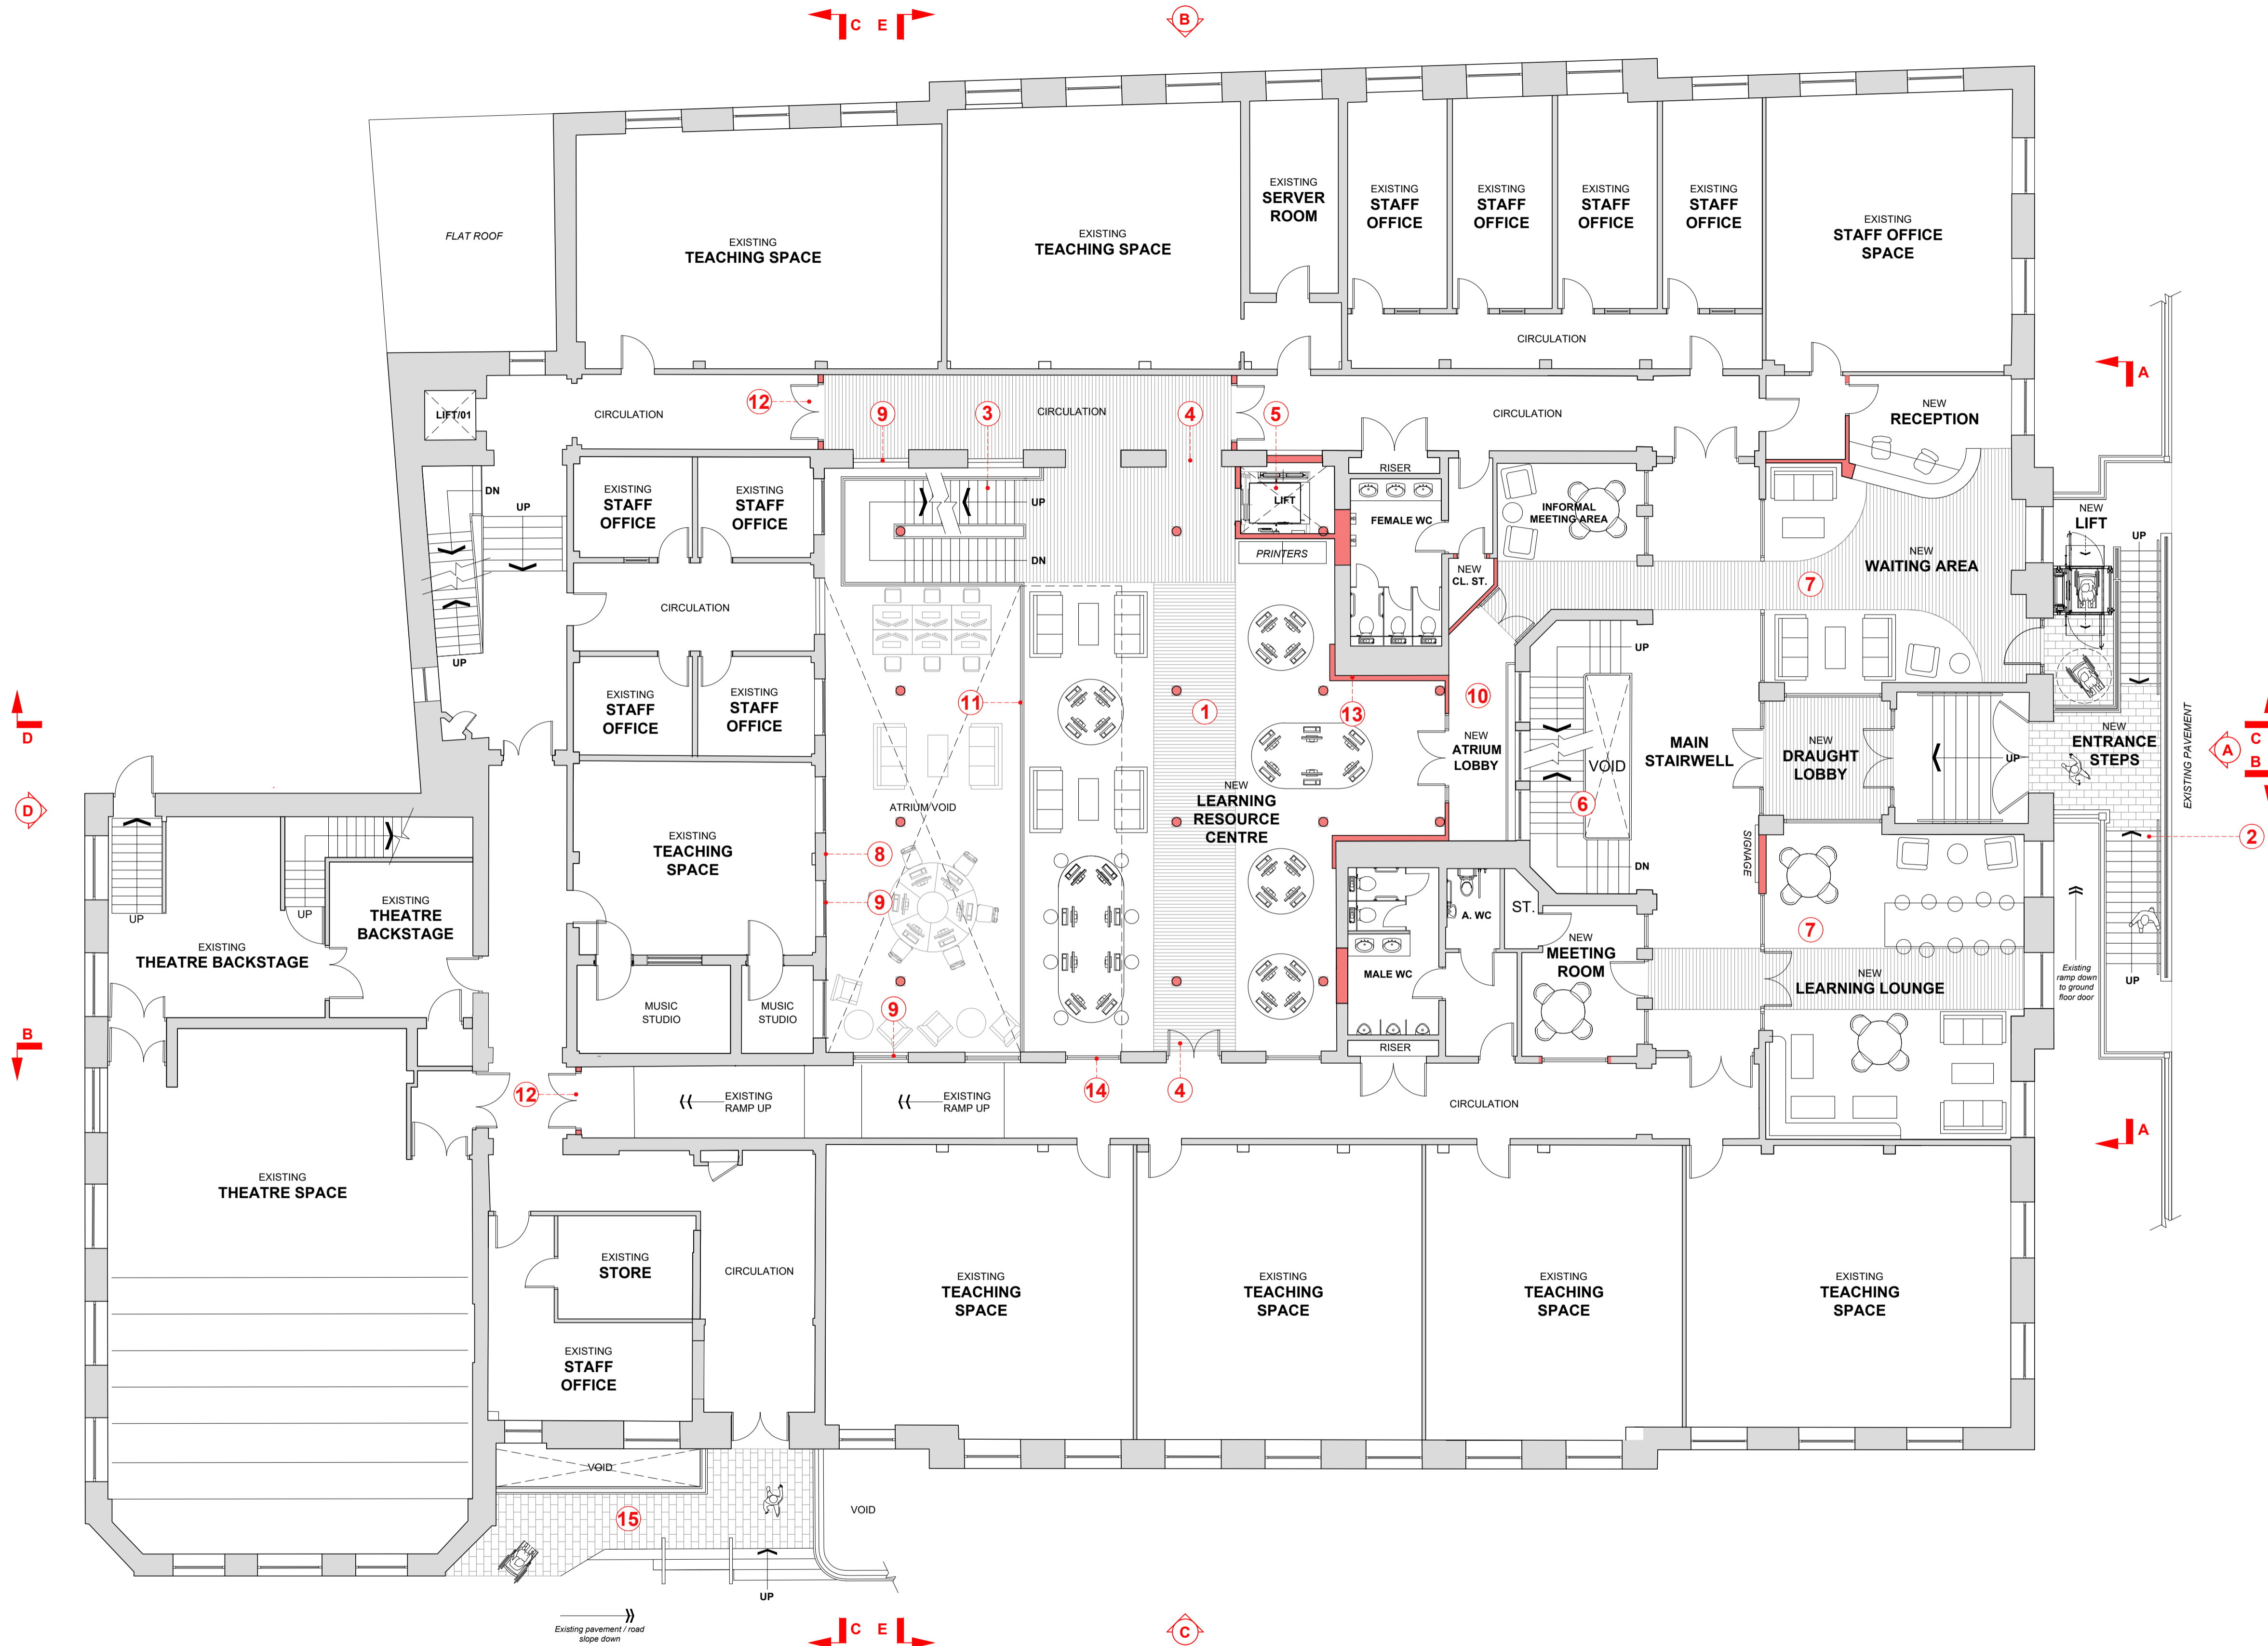 C E
B
FLAT ROOF
EXISTING
TEACHING SPACE
EXISTING
TEACHING SPACE
EXISTING
SERVER
ROOM
EXISTING
STAFF
OFFICE
EXISTING
STAFF
OFFICE
EXISTING
STAFF
OFFICE
EXISTING
STAFF
OFFICE
EXISTING
STAFF OFFICE
SPACE
CIRCULATION
A
LIFT/01
CIRCULATION
12
9
3
CIRCULATION
4
5
CIRCULATION
NEW
RECEPTION
DN
UP
UP
EXISTING
STAFF
OFFICE
EXISTING
STAFF
OFFICE
UP
DN
LIFT
PRINTERS
RISER
FEMALE WC
INFORMAL
MEETING AREA
NEW
CL. ST.
NEW
WAITING AREA
7
NEW
LIFT
UP
CIRCULATION
EXISTING
STAFF
OFFICE
EXISTING
STAFF
OFFICE
11
1
13
10
UP
D
D
NEW
ATRIUM
LOBBY
VOID
6
DN
MAIN
STAIRWELL
NEW
DRAUGHT
LOBBY
UP
NEW
ENTRANCE
STEPS
EXISTING PAVEMENT
C
A
B
ATRIUM VOID
NEW
LEARNING
RESOURCE
CENTRE
EXISTING
TEACHING
SPACE
8
9
SIGNAGE
2
UP
UP
EXISTING
THEATRE
BACKSTAGE
EXISTING
THEATRE BACKSTAGE
A. WC
ST.
MALE WC
NEW
MEETING
ROOM
7
NEW
LEARNING LOUNGE
Existing
ramp down
to ground
floor door
UP
MUSIC
STUDIO
MUSIC
STUDIO
9
RISER
B
12
EXISTING
RAMP UP
EXISTING
RAMP UP
14
4
CIRCULATION
A
EXISTING
THEATRE SPACE
EXISTING
STORE
CIRCULATION
EXISTING
TEACHING
SPACE
EXISTING
TEACHING
SPACE
EXISTING
TEACHING
SPACE
EXISTING
TEACHING
SPACE
EXISTING
STAFF
OFFICE
VOID
VOID
15
UP
Existing pavement / road
slope down
C E
C